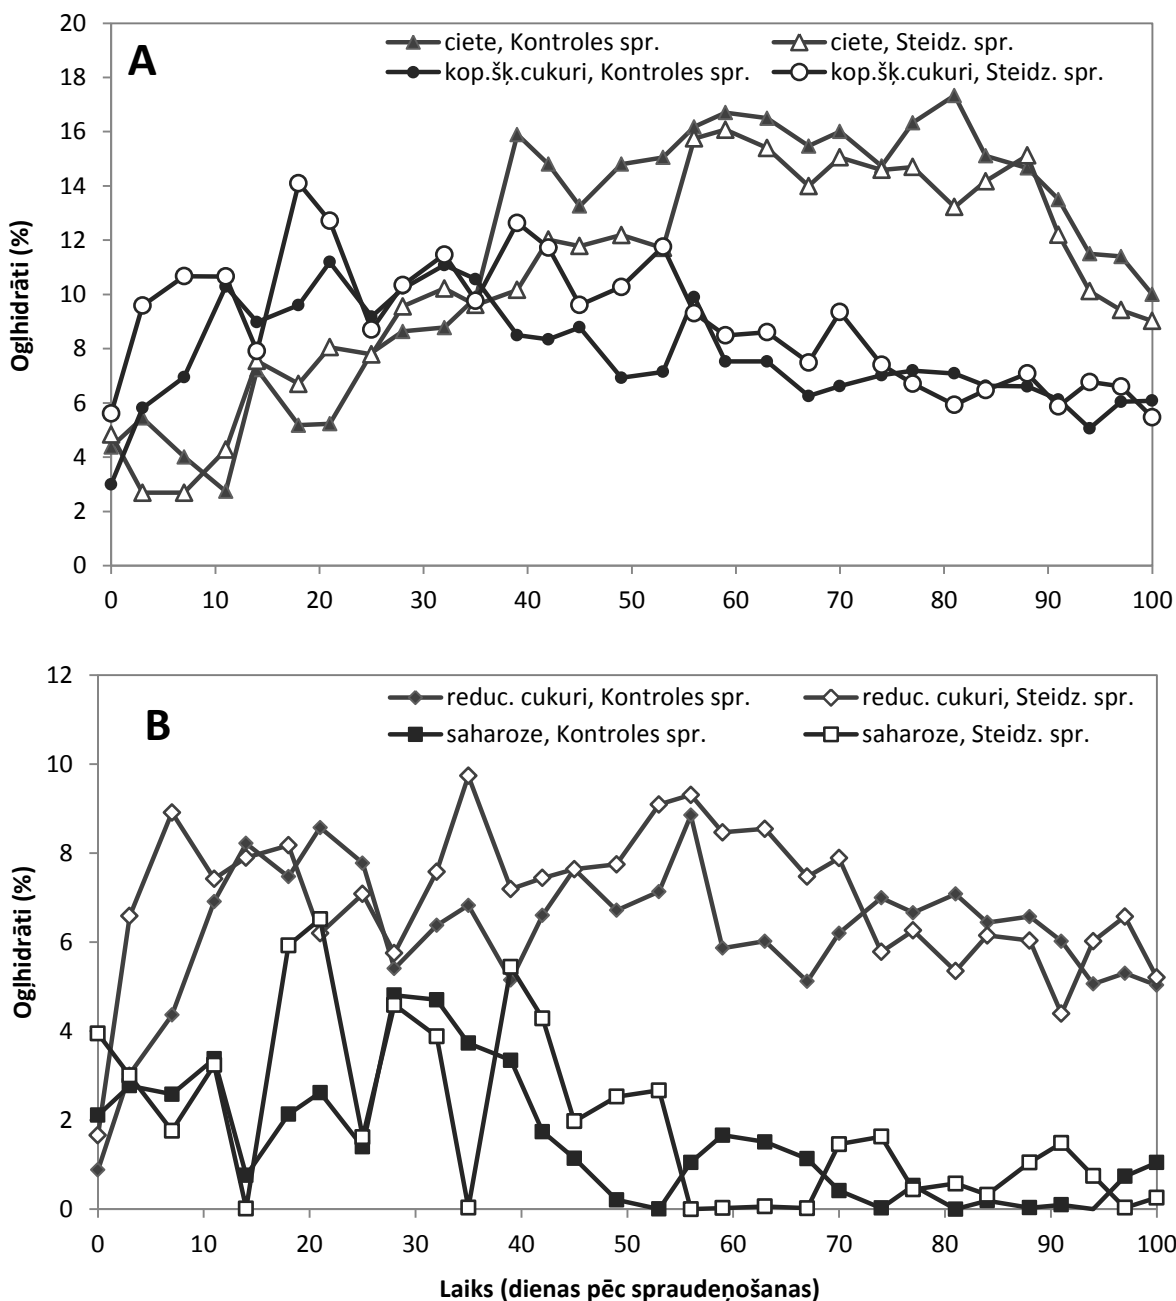 A
ciete, Kontroles spr.
ciete, Steidz. spr.
kop.šķ.cukuri, Kontroles spr.
kop.šķ.cukuri, Steidz. spr.
20
18
16
14
12
10
8
6
4
2
0
Ogļhidrāti (%)
0 10 20 30 40 50 60 70 80 90 100
B
reduc. cukuri, Kontroles spr.
reduc. cukuri, Steidz. spr.
saharoze, Kontroles spr.
saharoze, Steidz. spr.
12
10
8
6
4
2
0
Ogļhidrāti (%)
0 10 20 30 40 50 60 70 80 90 100
Laiks (dienas pēc spraudeņošanas)